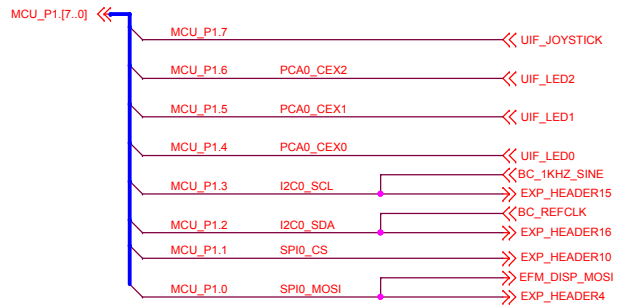 MCU_P1.[7..0]
MCU_P1.7 UIF_JOYSTICK
MCU_P1.6 PCA0_CEX2 UIF_LED2
MCU_P1.5 PCA0_CEX1 UIF_LED1
MCU_P1.4 PCA0_CEX0 UIF_LED0
BC_1KHZ_SINE
MCU_P1.3 I2C0_SCL EXP_HEADER15
BC_REFCLK
MCU_P1.2 I2C0_SDA EXP_HEADER16
MCU_P1.1 SPI0_CS EXP_HEADER10
EFM_DISP_MOSI
MCU_P1.0 SPI0_MOSI EXP_HEADER4